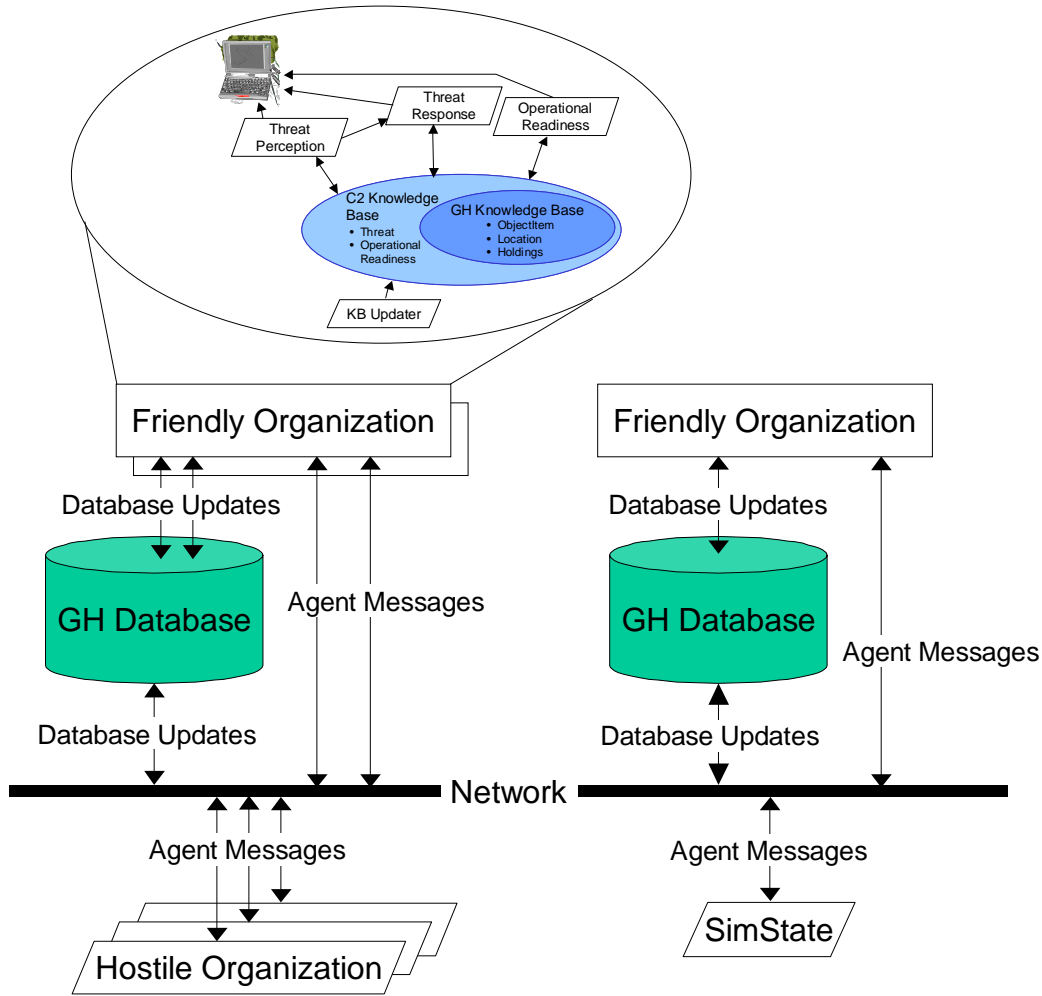 Threat
Response
Operational
Readiness
Threat
Perception
C2 Knowledge
Base
• Threat
• Operational
Readiness
GH Knowledge Base
• ObjectItem
• Location
• Holdings
KB Updater
Friendly Organization
Friendly Organization
Database Updates
Database Updates
GH Database
Agent Messages
GH Database
Agent Messages
Database Updates
Database Updates
Network
Agent Messages
Agent Messages
SimState
Hostile Organization